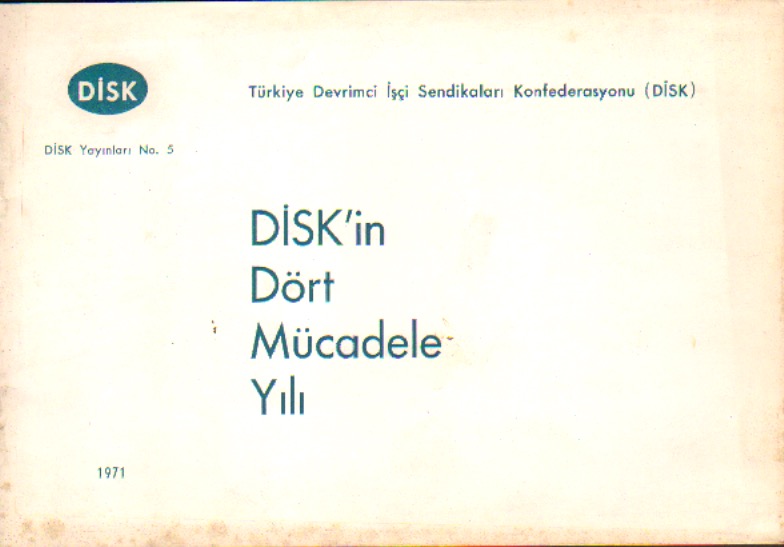 DİSK
Türkiye Devrimci İşçi Sendikaları Konfederasyonu (DİSK)
DİSK Yayınları No. 5
DİSK'in
Dört
Mücadele
Yılı
1971